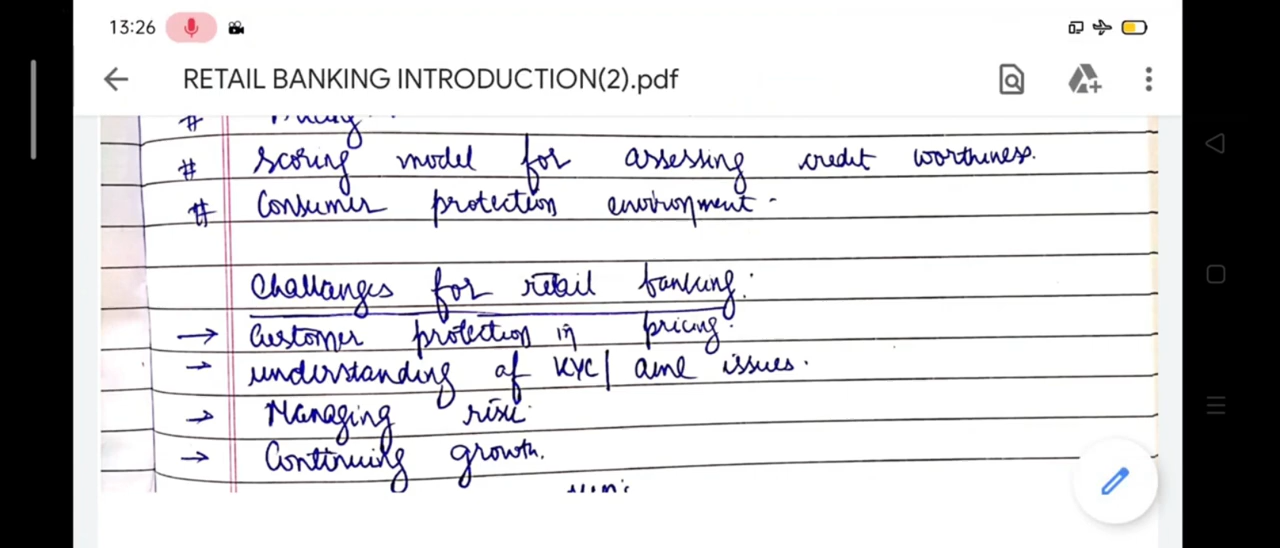 13:26
RETAIL BANKING INTRODUCTION(2).pdf
# Pricing.
# Scoring model for assessing credit worthiness.
# Consumer protection environment.
Challanges for retail banking:
→ Customer protection in pricing.
→ understanding of KYC/ aml issues.
→ Managing risk.
→ Continuing growth.